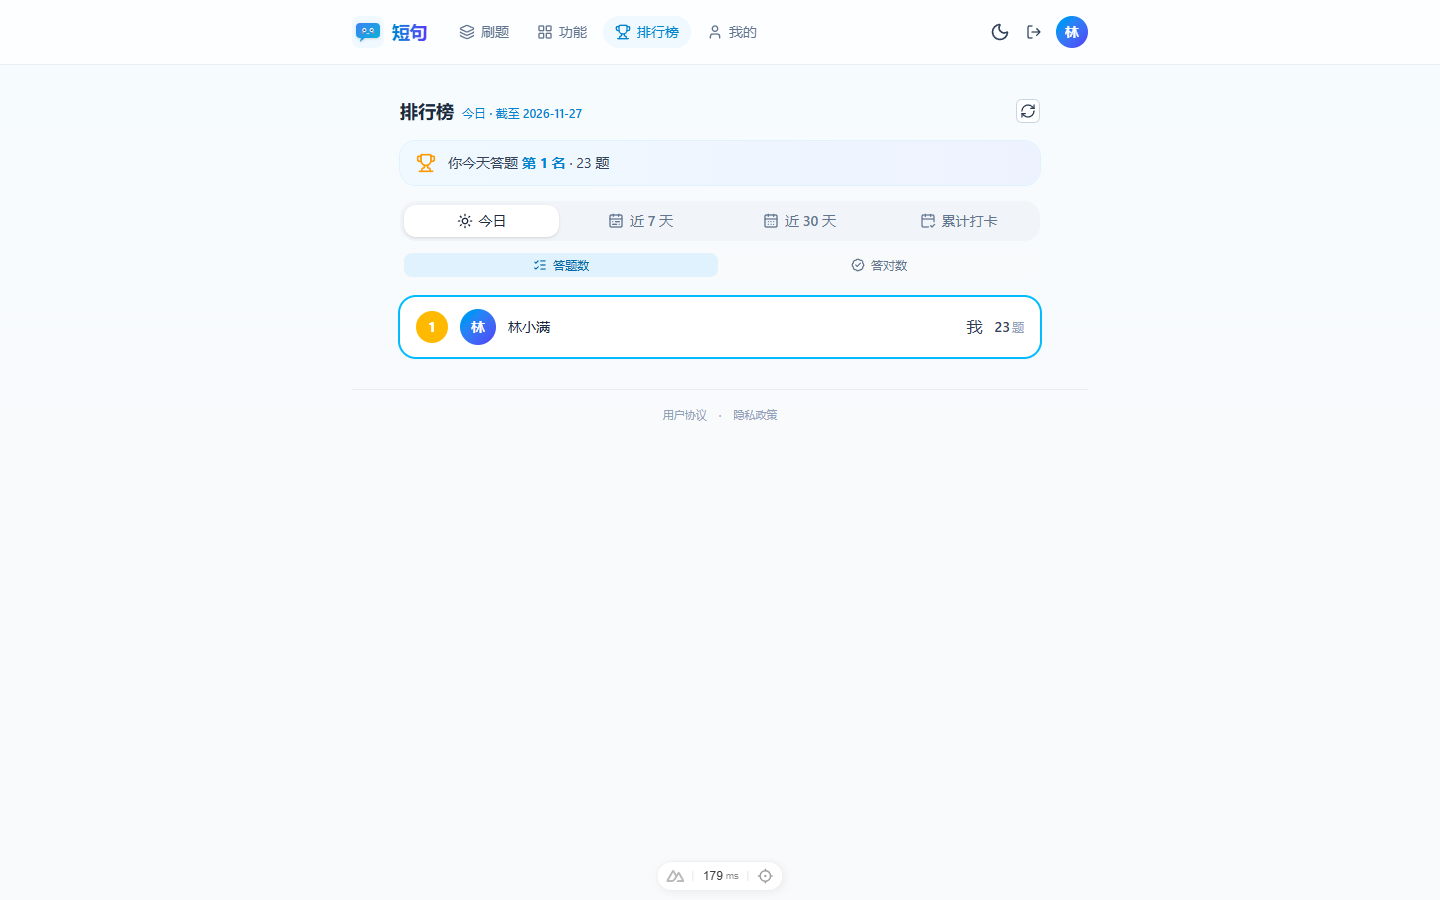 短句 刷题 功能 排行榜 我的 林
排行榜 今日 · 截至 2026-11-27
你今天答题 第 1 名 · 23 题
今日 近 7 天 近 30 天 累计打卡
答题数 答对数
1 林 林小满 我 23 题
用户协议 · 隐私政策
179 ms